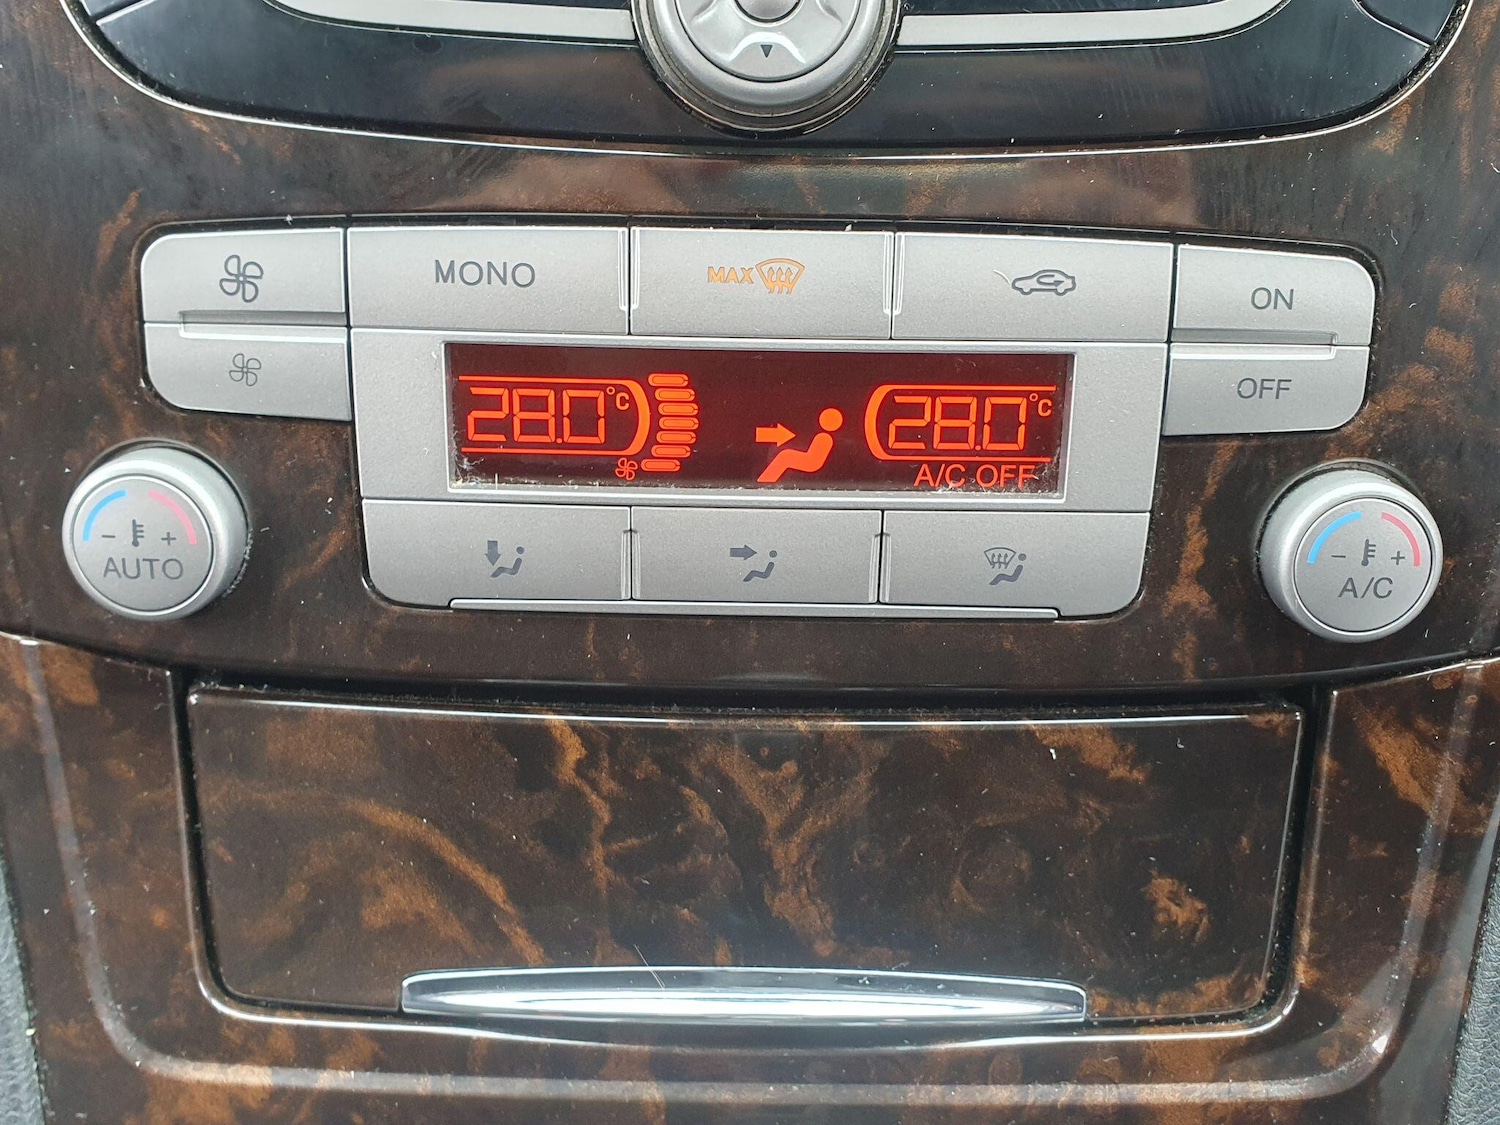 MONO
MAX
ON
OFF
28.0°C
28.0°C
A/C OFF
- +
AUTO
- +
A/C